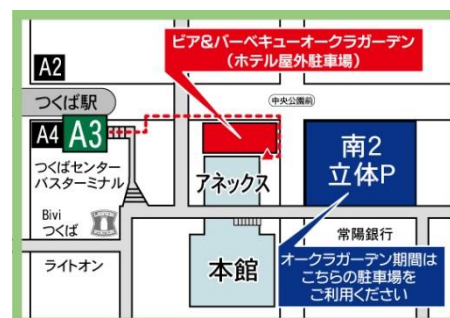 ビア&バーベキューオークラガーデン
(ホテル屋外駐車場)
A2
つくば駅
中央公園前
A4 A3
南2
立体P
つくばセンター
バスターミナル
アネックス
Bivi
つくば
常陽銀行
ライトオン
本館
オークラガーデン期間は
こちらの駐車場を
ご利用ください